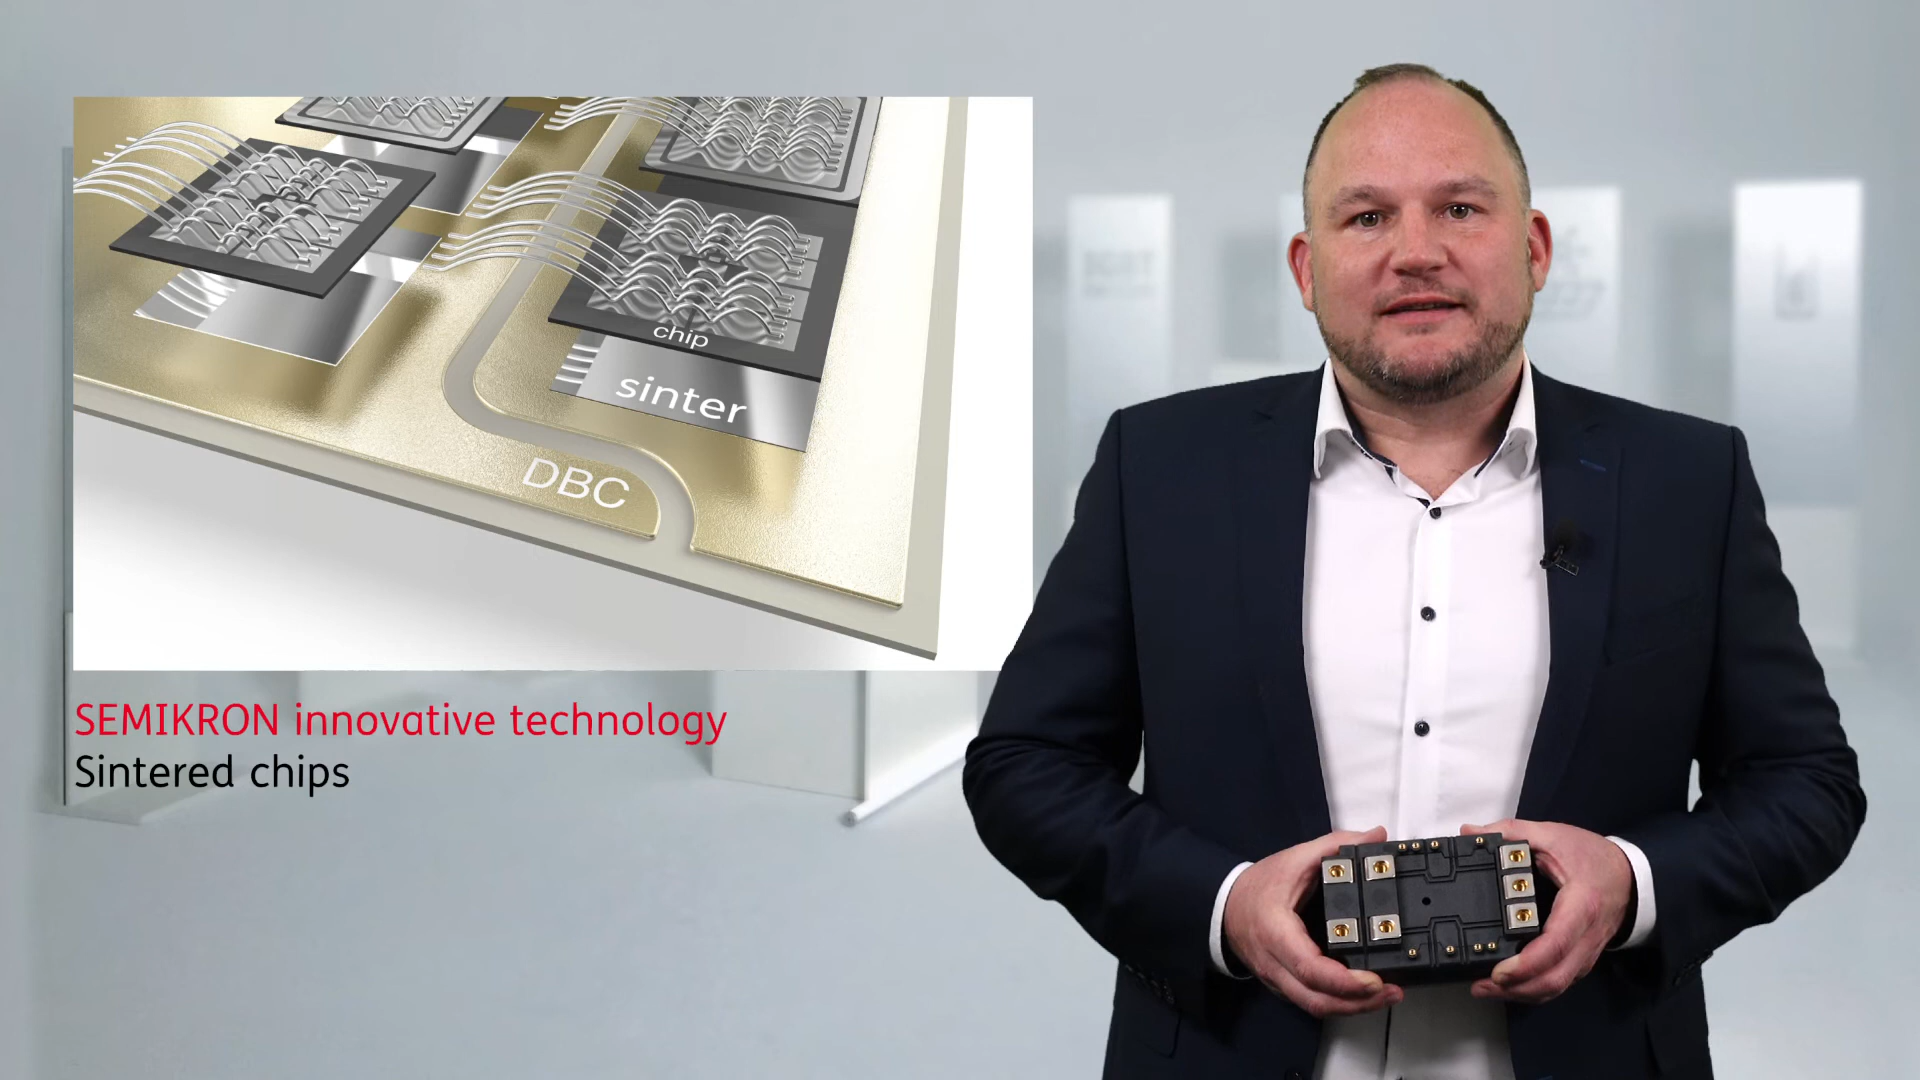 chip
sinter
DBC
SEMIKRON innovative technology
Sintered chips